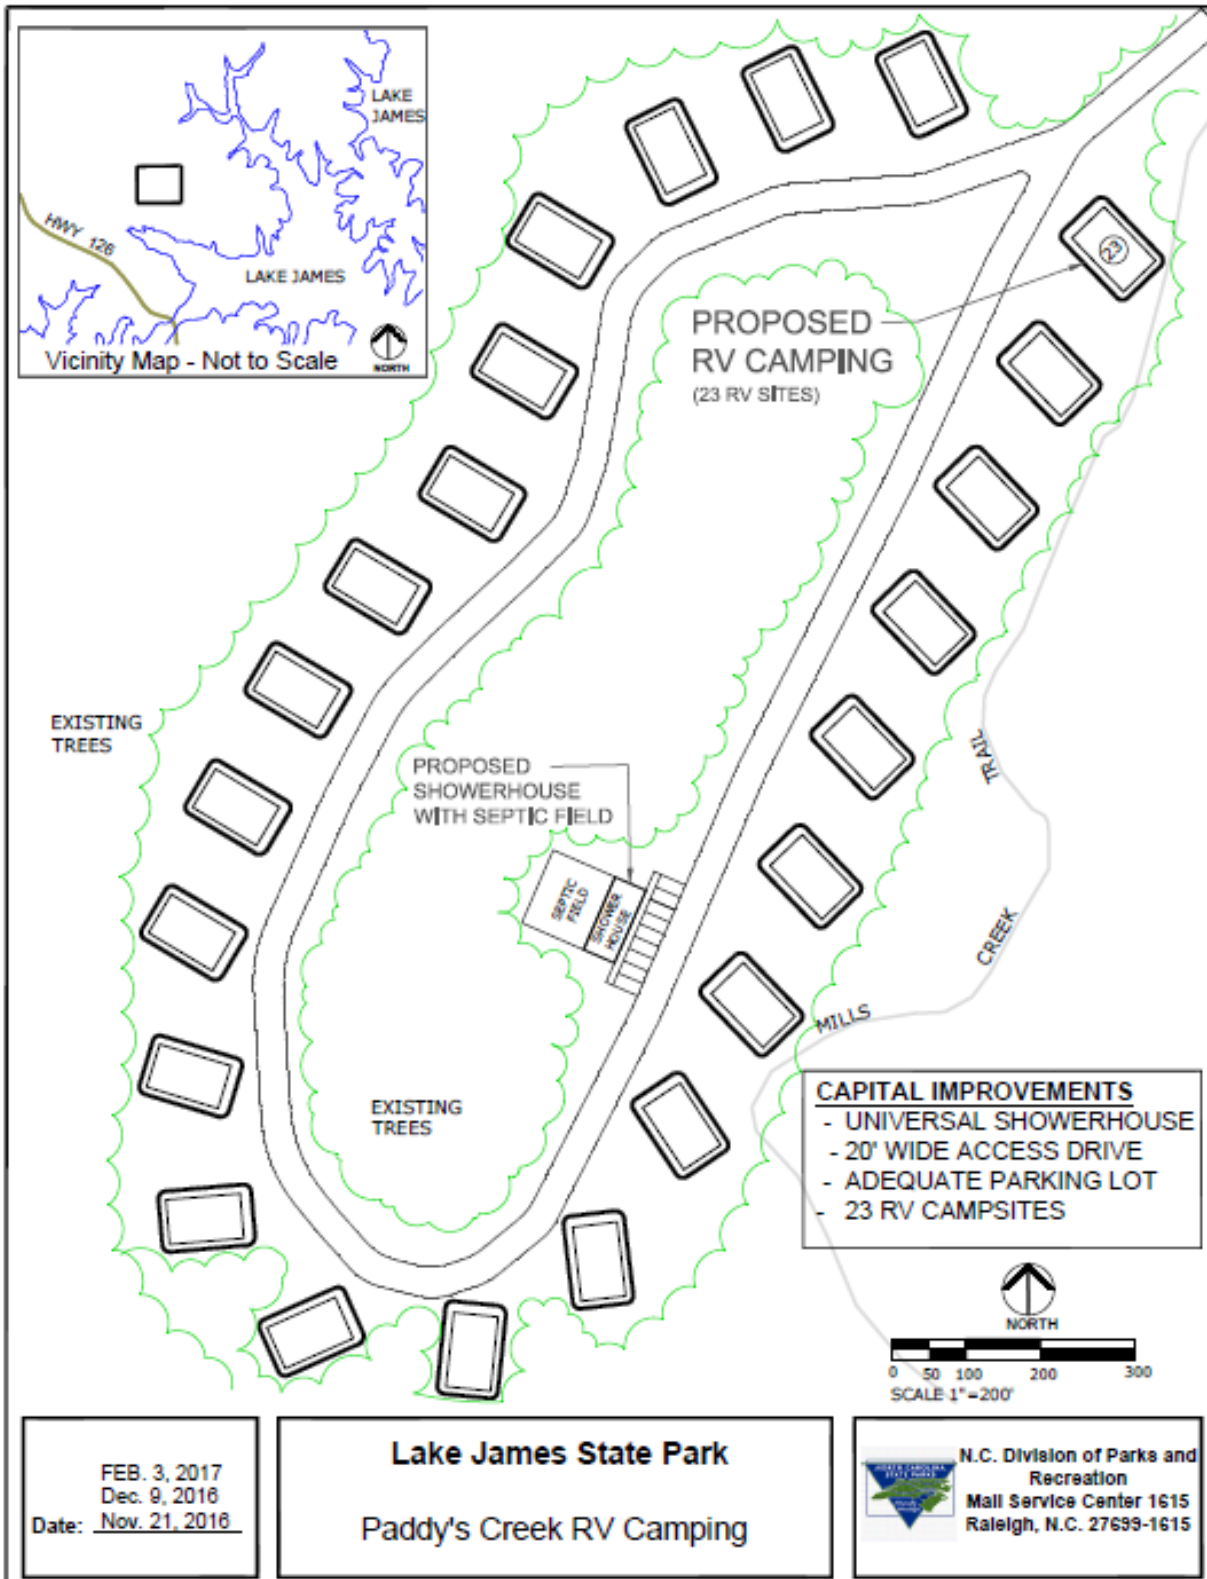 LAKE
JAMES
HWY 126
LAKE JAMES
Vicinity Map - Not to Scale
NORTH
23
PROPOSED
RV CAMPING
(23 RV SITES)
EXISTING
TREES
PROPOSED
SHOWERHOUSE
WITH SEPTIC FIELD
SEPTIC
FIELD
SHOWER
HOUSE
TRAIL
CREEK
MILLS
EXISTING
TREES
CAPITAL IMPROVEMENTS
- UNIVERSAL SHOWERHOUSE
- 20' WIDE ACCESS DRIVE
- ADEQUATE PARKING LOT
- 23 RV CAMPSITES
NORTH
0 50 100 200 300
SCALE 1"=200'
FEB. 3, 2017
Dec. 9, 2016
Date: Nov. 21, 2016
Lake James State Park
Paddy's Creek RV Camping
NORTH CAROLINA
STATE PARKS
N.C. Division of Parks and
Recreation
Mail Service Center 1615
Raleigh, N.C. 27699-1615